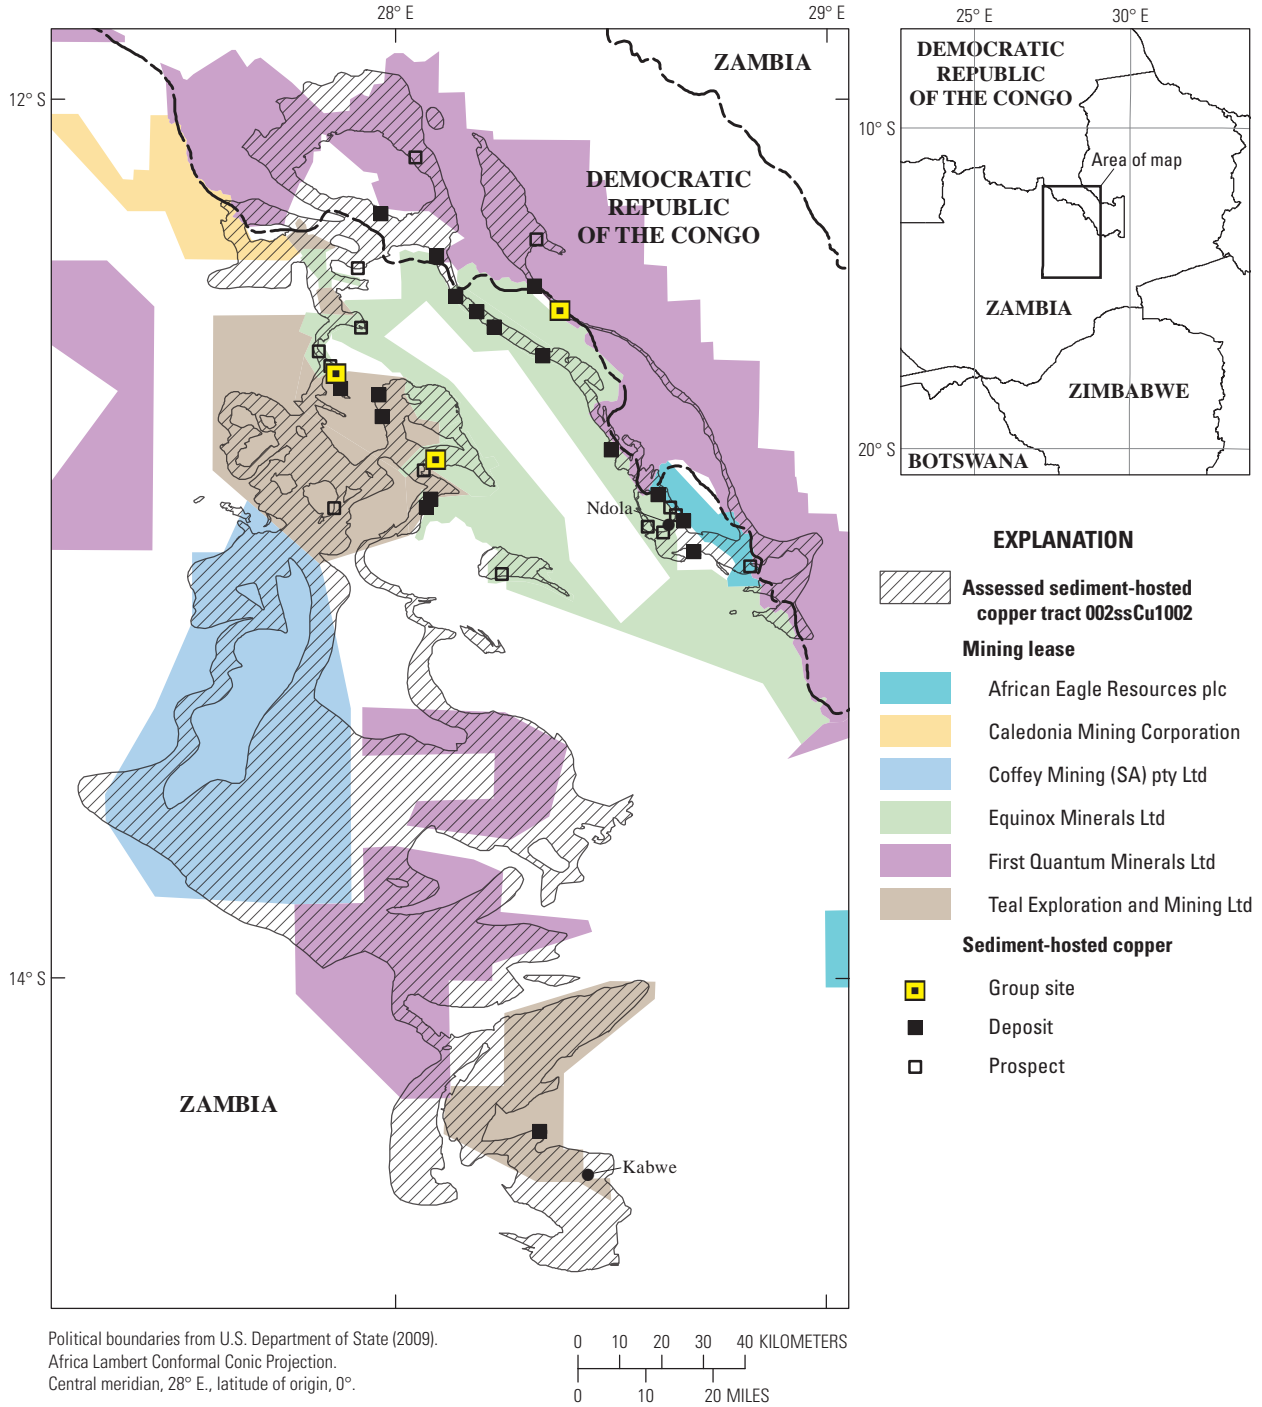 28° E
29° E
12° S
14° S
ZAMBIA
DEMOCRATIC
REPUBLIC
OF THE CONGO
Ndola
ZAMBIA
Kabwe
25° E
30° E
DEMOCRATIC
REPUBLIC
OF THE CONGO
10° S
Area of map
ZAMBIA
ZIMBABWE
20° S
BOTSWANA
EXPLANATION
Assessed sediment-hosted
copper tract 002ssCu1002
Mining lease
African Eagle Resources plc
Caledonia Mining Corporation
Coffey Mining (SA) pty Ltd
Equinox Minerals Ltd
First Quantum Minerals Ltd
Teal Exploration and Mining Ltd
Sediment-hosted copper
Group site
Deposit
Prospect
Political boundaries from U.S. Department of State (2009).
Africa Lambert Conformal Conic Projection.
Central meridian, 28° E., latitude of origin, 0°.
0 10 20 30 40 KILOMETERS
0 10 20 MILES